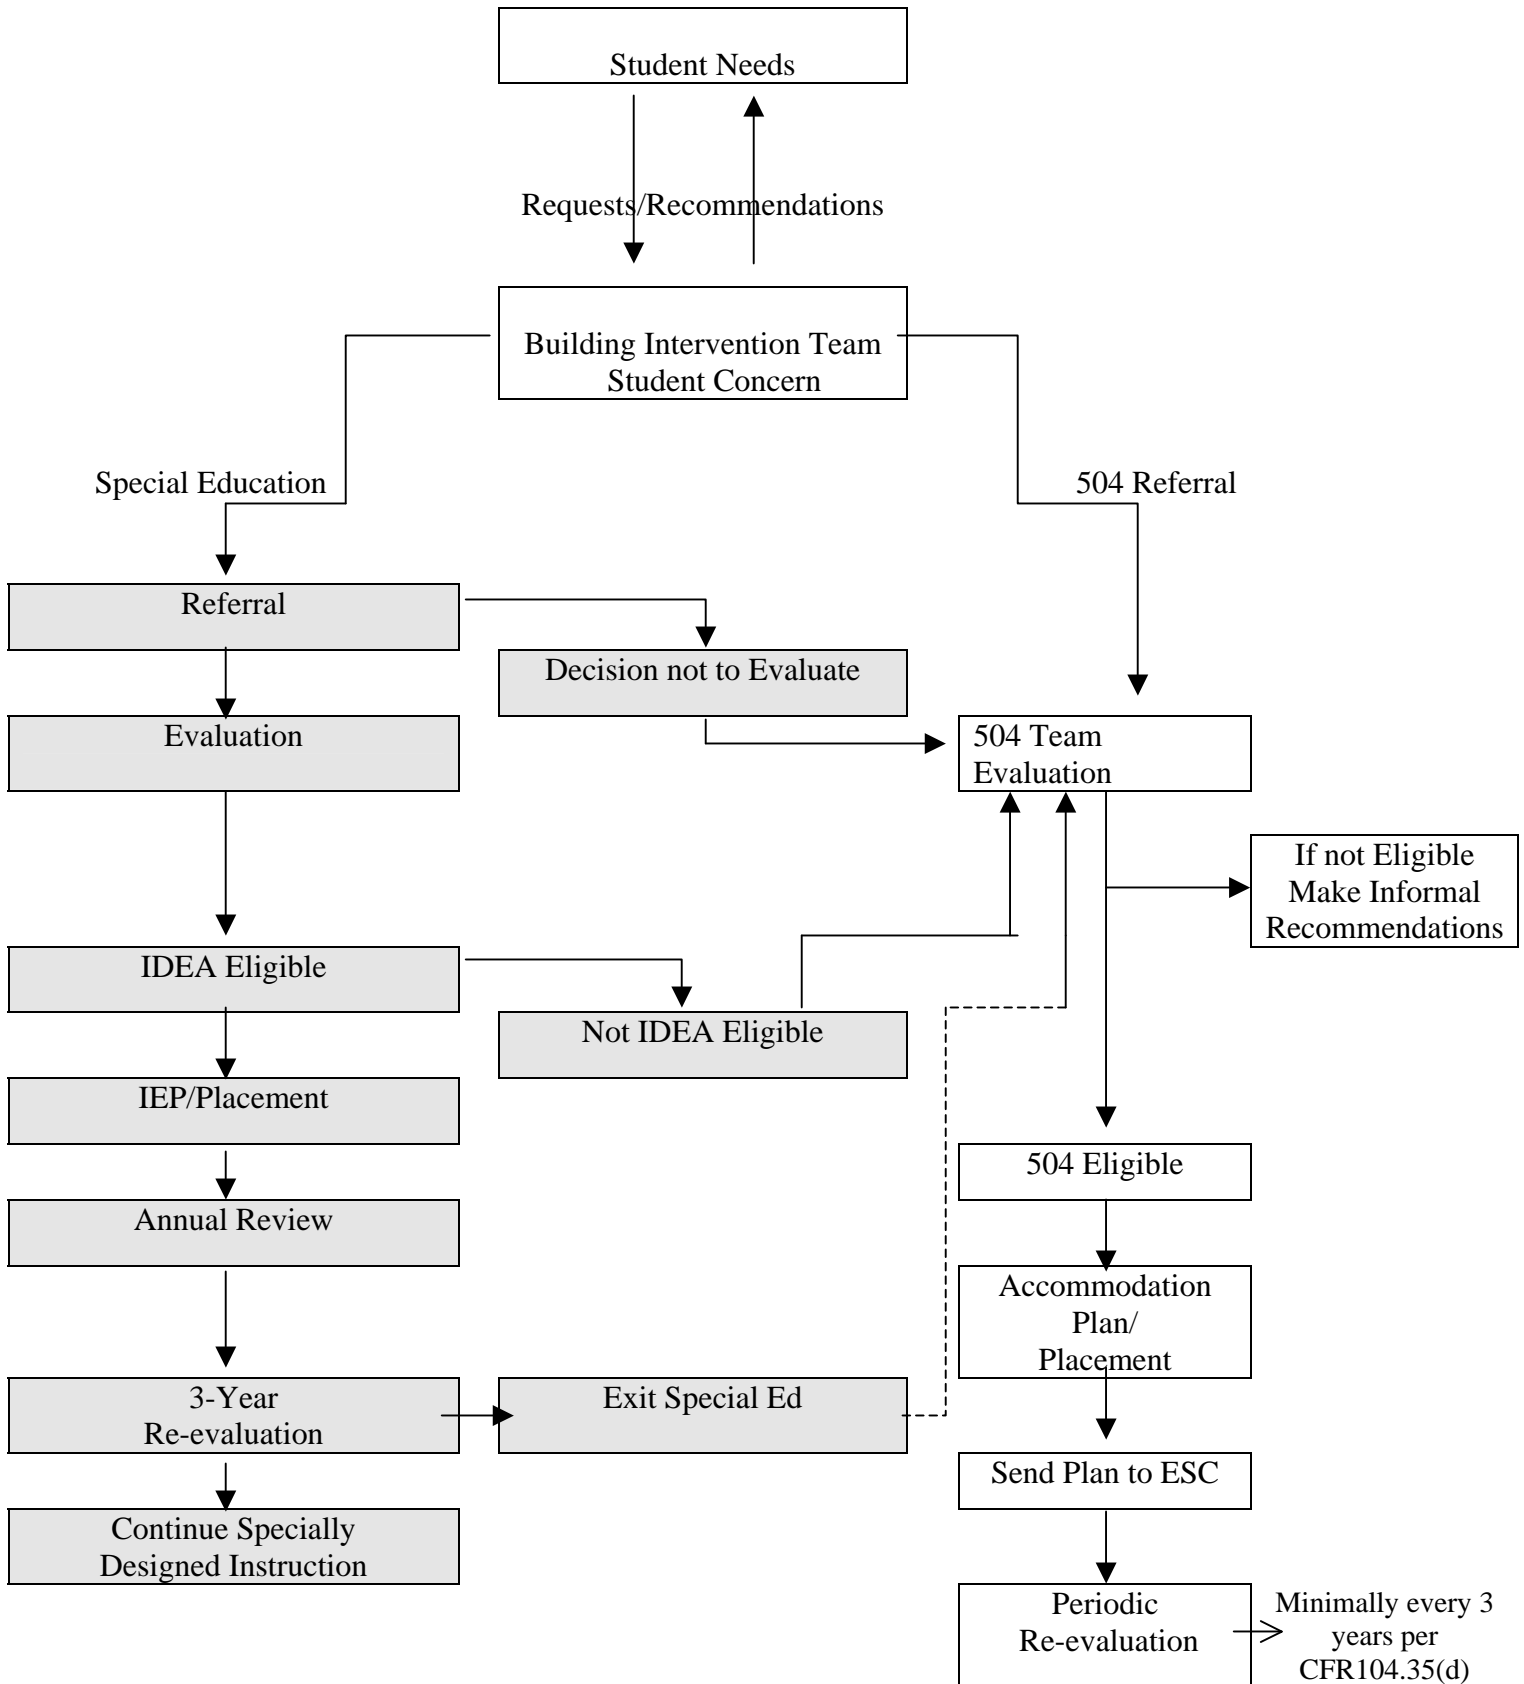 Student Needs
Requests/Recommendations
Building Intervention Team
Student Concern
Special Education
504 Referral
Referral
Decision not to Evaluate
Evaluation
504 Team
Evaluation
If not Eligible
Make Informal
Recommendations
IDEA Eligible
Not IDEA Eligible
IEP/Placement
504 Eligible
Annual Review
Accommodation
Plan/
Placement
3-Year
Re-evaluation
Exit Special Ed
Send Plan to ESC
Continue Specially
Designed Instruction
Periodic
Re-evaluation
Minimally every 3
years per
CFR104.35(d)